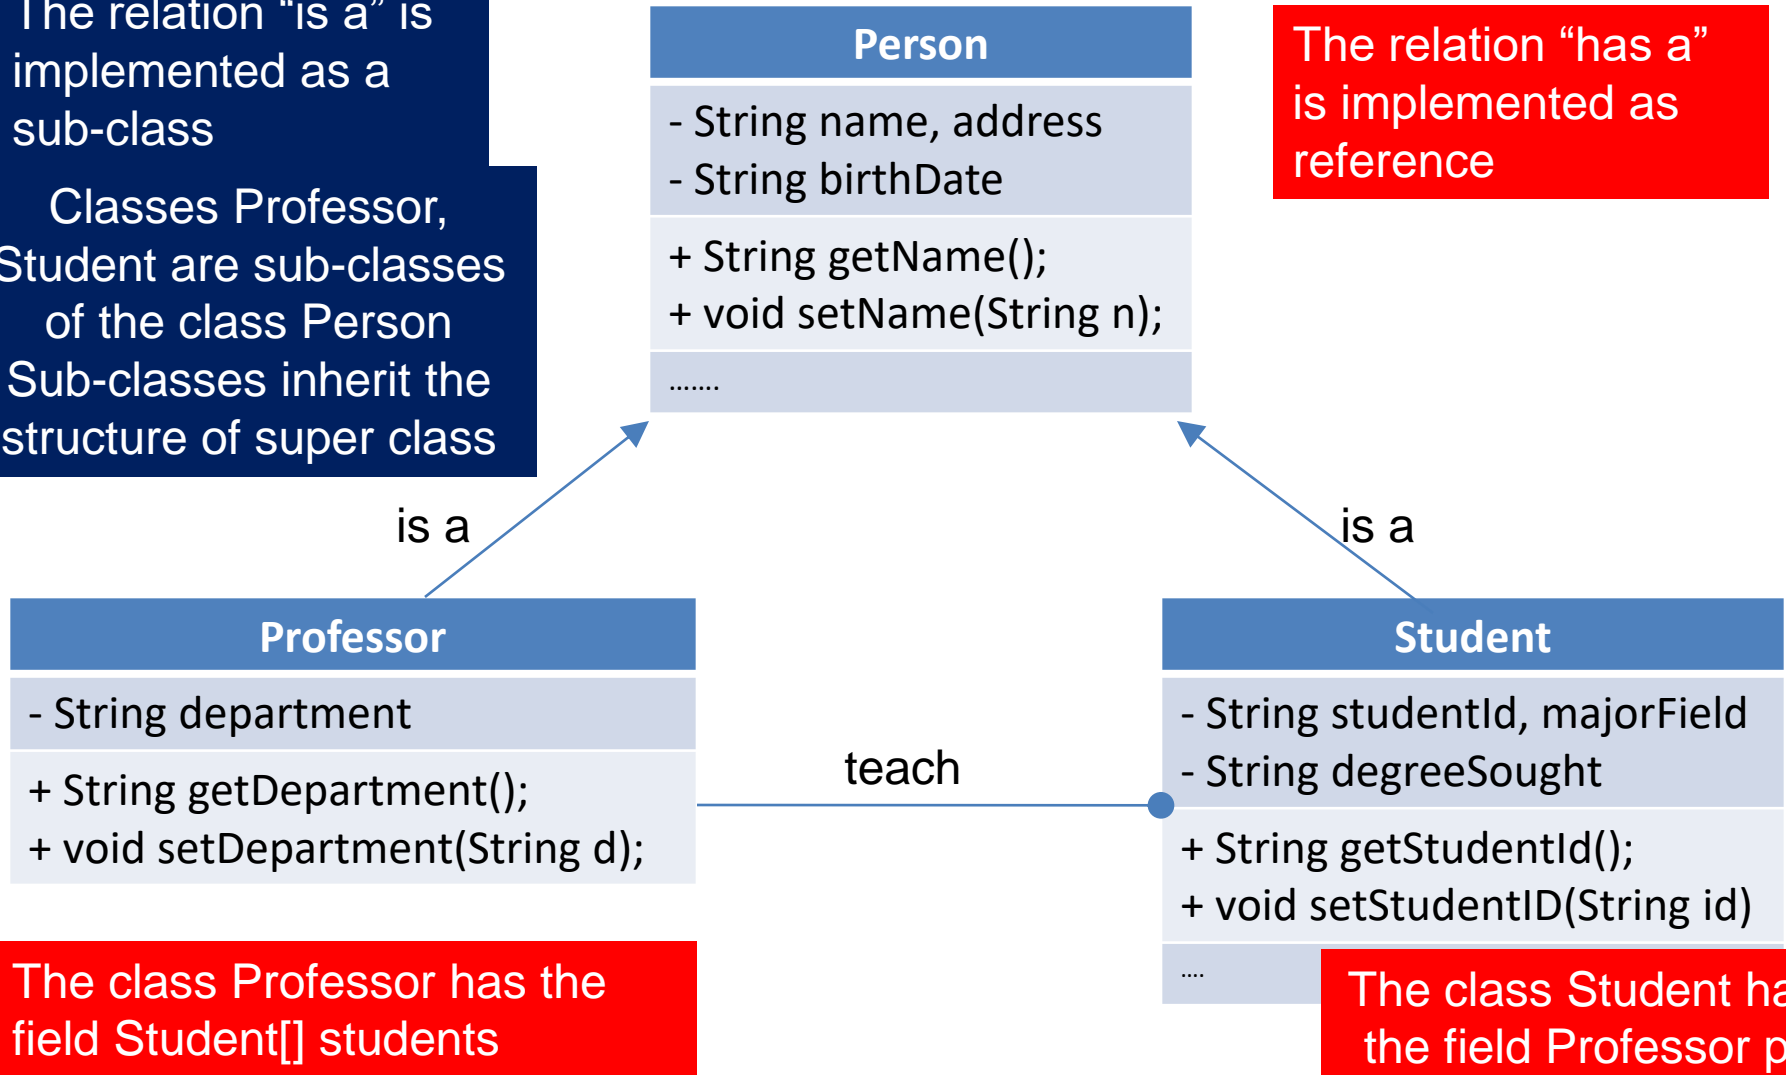 The relation “is a” is
implemented as a
sub-class
Classes Professor,
Student are sub-classes
of the class Person
Sub-classes inherit the
structure of super class
Person
- String name, address
- String birthDate
+ String getName();
+ void setName(String n);
.......
The relation “has a”
is implemented as
reference
is a
is a
Professor
- String department
+ String getDepartment();
+ void setDepartment(String d);
teach
Student
- String studentId, majorField
- String degreeSought
+ String getStudentId();
+ void setStudentID(String id)
....
The class Professor has the
field Student[] students
The class Student ha
the field Professor p